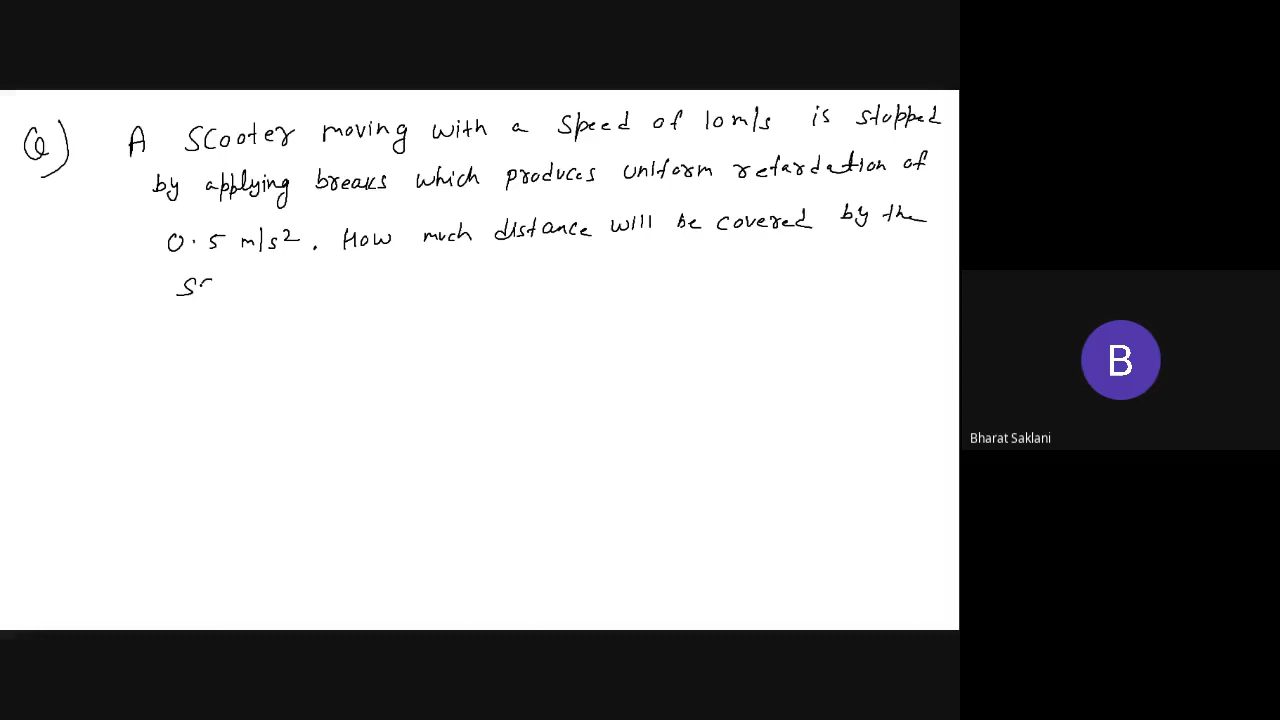 Q) A Scooter moving with a speed of 10 m/s is stopped
by applying breaks which produces uniform retardation of
0.5 m/s2. How much distance will be covered by the
B
Bharat Saklani